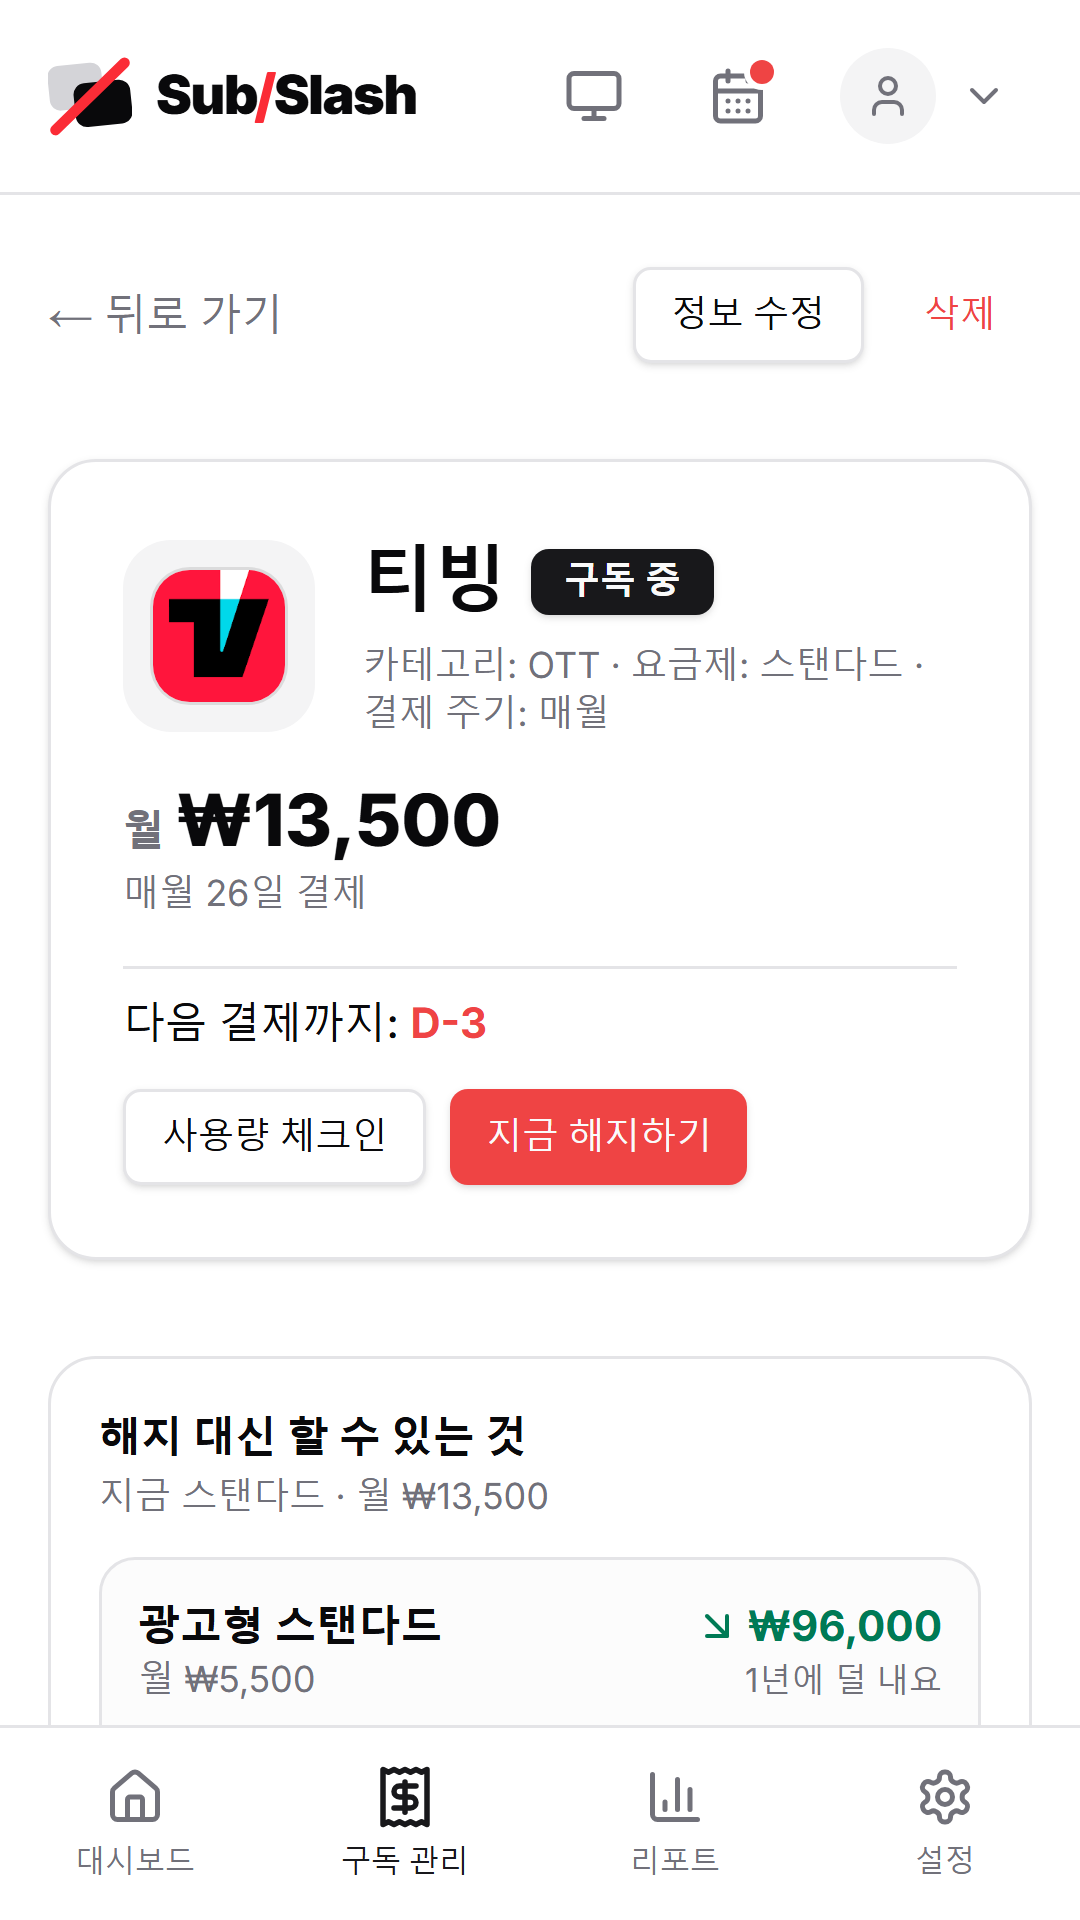 Sub/Slash
← 뒤로 가기
정보 수정
삭제
티빙
구독 중
카테고리: OTT · 요금제: 스탠다드 ·
결제 주기: 매월
월 ₩13,500
매월 26일 결제
다음 결제까지: D-3
사용량 체크인
지금 해지하기
해지 대신 할 수 있는 것
지금 스탠다드 · 월 ₩13,500
광고형 스탠다드
↘ ₩96,000
월 ₩5,500
1년에 덜 내요
대시보드
구독 관리
리포트
설정